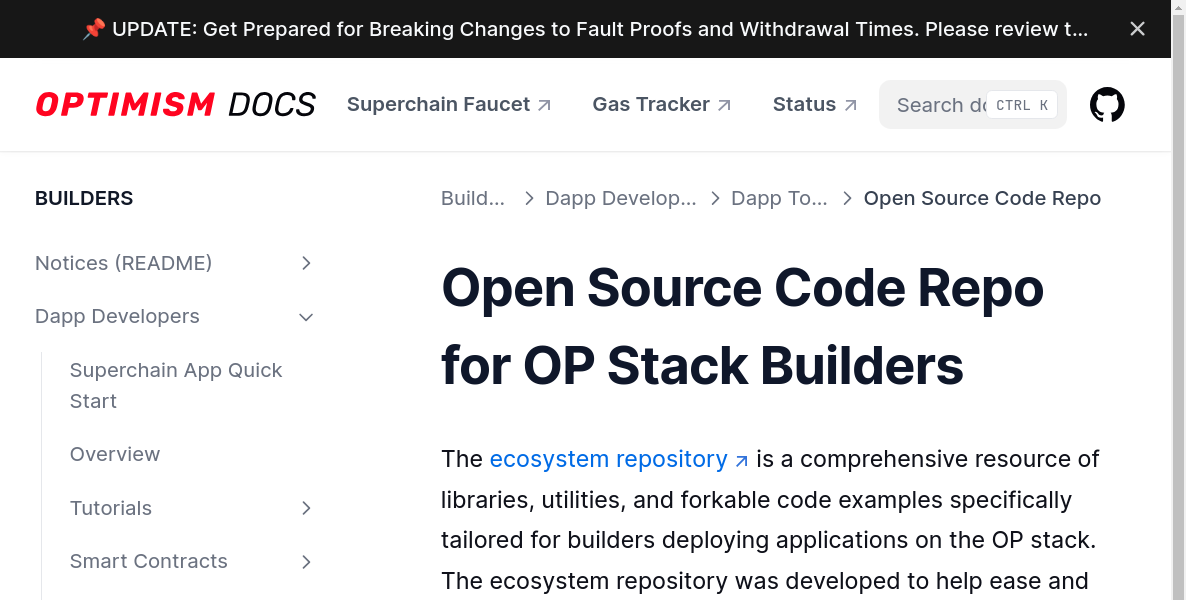 📌 UPDATE: Get Prepared for Breaking Changes to Fault Proofs and Withdrawal Times. Please review t...
OPTIMISM DOCS Superchain Faucet Gas Tracker Status Search do CTRL K
BUILDERS
Notices (README)
Dapp Developers
Superchain App Quick
Start
Overview
Tutorials
Smart Contracts
Build... Dapp Develop... Dapp To... Open Source Code Repo
Open Source Code Repo
for OP Stack Builders
The ecosystem repository is a comprehensive resource of
libraries, utilities, and forkable code examples specifically
tailored for builders deploying applications on the OP stack.
The ecosystem repository was developed to help ease and